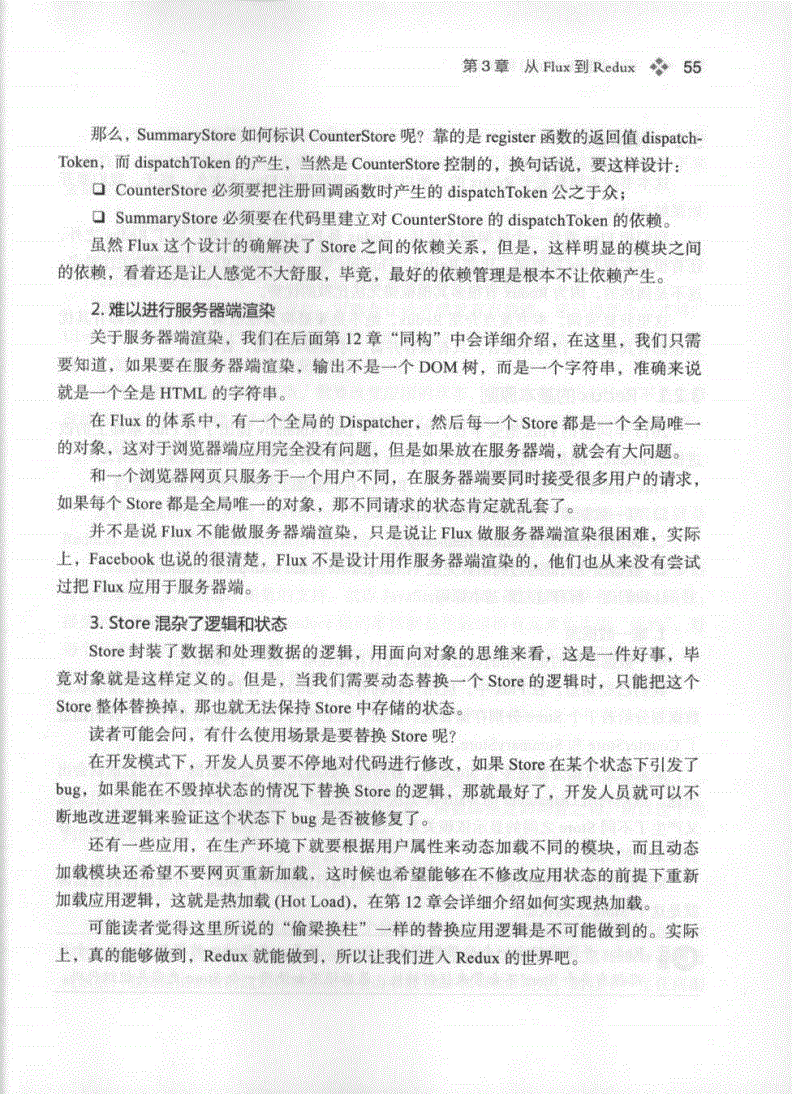 第3章 从 Flux 到 Redux 55
那么，SummaryStore 如何标识 CounterStore 呢？靠的是 register 函数的返回值 dispatch-
Token，而 dispatchToken 的产生，当然是 CounterStore 控制的，换句话说，要这样设计：
❑ CounterStore 必须要把注册回调函数时产生的 dispatchToken 公之于众；
❑ SummaryStore 必须要在代码里建立对 CounterStore 的 dispatchToken 的依赖。
虽然 Flux 这个设计的确解决了 Store 之间的依赖关系，但是，这样明显的模块之间
的依赖，看着还是让人感觉不大舒服，毕竟，最好的依赖管理是根本不让依赖产生。
2. 难以进行服务器端渲染
关于服务器端渲染，我们在后面第 12 章“同构”中会详细介绍，在这里，我们只需
要知道，如果要在服务器端渲染，输出不是一个 DOM 树，而是一个字符串，准确来说
就是一个全是 HTML 的字符串。
在 Flux 的体系中，有一个全局的 Dispatcher，然后每一个 Store 都是一个全局唯一
的对象，这对于浏览器端应用完全没有问题，但是如果放在服务器端，就会有大问题。
和一个浏览器网页只服务于一个用户不同，在服务器端要同时接受很多用户的请求，
如果每个 Store 都是全局唯一的对象，那不同请求的状态肯定就乱套了。
并不是说 Flux 不能做服务器端渲染，只是说让 Flux 做服务器端渲染很困难，实际
上，Facebook 也说的很清楚，Flux 不是设计用作服务器端渲染的，他们也从来没有尝试
过把 Flux 应用于服务器端。
3. Store 混杂了逻辑和状态
Store 封装了数据和处理数据的逻辑，用面向对象的思维来看，这是一件好事，毕
竟对象就是这样定义的。但是，当我们需要动态替换一个 Store 的逻辑时，只能把这个
Store 整体替换掉，那也就无法保持 Store 中存储的状态。
读者可能会问，有什么使用场景是要替换 Store 呢？
在开发模式下，开发人员要不停地对代码进行修改，如果 Store 在某个状态下引发了
bug，如果能在不毁掉状态的情况下替换 Store 的逻辑，那就最好了，开发人员就可以不
断地改进逻辑来验证这个状态下 bug 是否被修复了。
还有一些应用，在生产环境下就要根据用户属性来动态加载不同的模块，而且动态
加载模块还希望不要网页重新加载，这时候也希望能够在不修改应用状态的前提下重新
加载应用逻辑，这就是热加载 (Hot Load)，在第 12 章会详细介绍如何实现热加载。
可能读者觉得这里所说的“偷梁换柱”一样的替换应用逻辑是不可能做到的。实际
上，真的能够做到，Redux 就能做到，所以让我们进入 Redux 的世界吧。